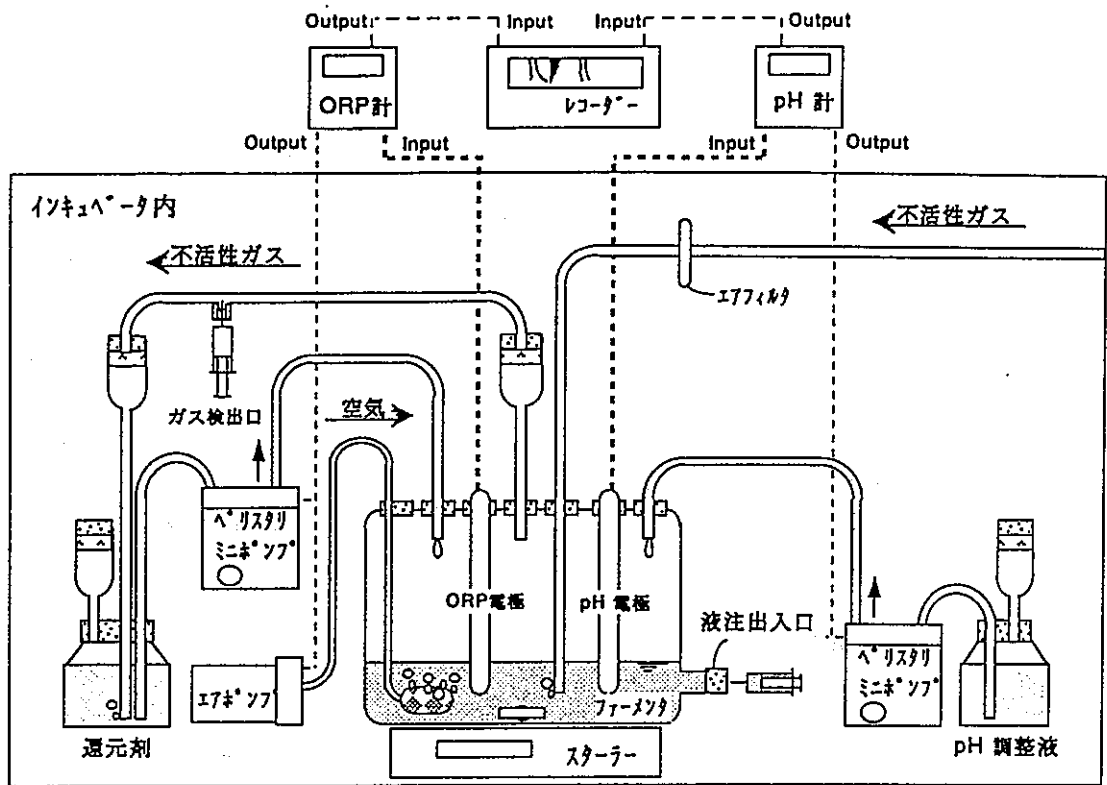 Output
Input
Input
Output
ORP計
レコーダー
pH 計
Output
Input
Input
Output
インキュベータ内
不活性ガス
不活性ガス
エアフィルタ
ガス検出口
空気
ペリスタリ
ミニポンプ
ORP電極
pH 電極
液注出入口
ペリスタリ
ミニポンプ
エアポンプ
ファーメンタ
還元剤
スターラー
pH 調整液